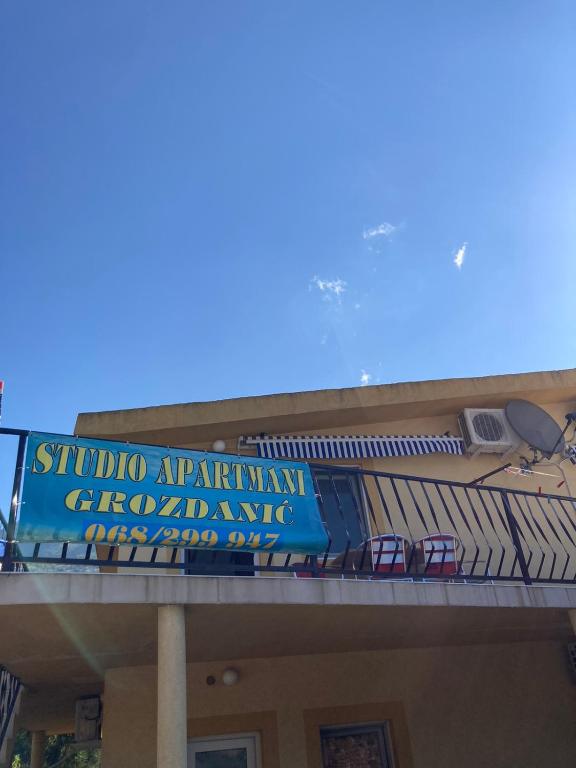 STUDIO APARTMANI
GROZDANIĆ
068/299 947